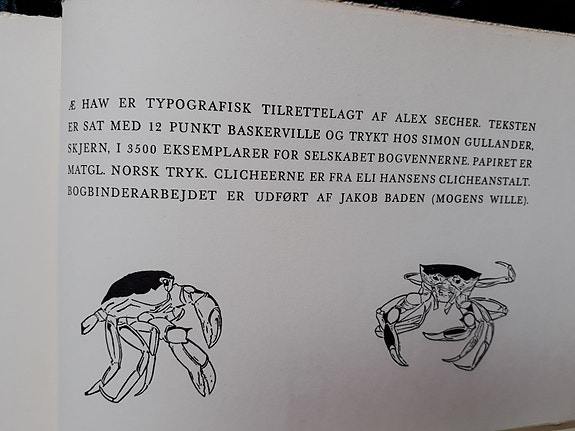 Æ HAW ER TYPOGRAFISK TILRETTELAGT AF ALEX SECHER. TEKSTEN
ER SAT MED 12 PUNKT BASKERVILLE OG TRYKT HOS SIMON GULLANDER,
SKJERN, I 3500 EKSEMPLARER FOR SELSKABET BOGVENNERNE. PAPIRET ER
MATGL. NORSK TRYK. CLICHEERNE ER FRA ELI HANSENS CLICHEANSTALT.
BOGBINDERARBEJDET ER UDFØRT AF JAKOB BADEN (MOGENS WILLE).